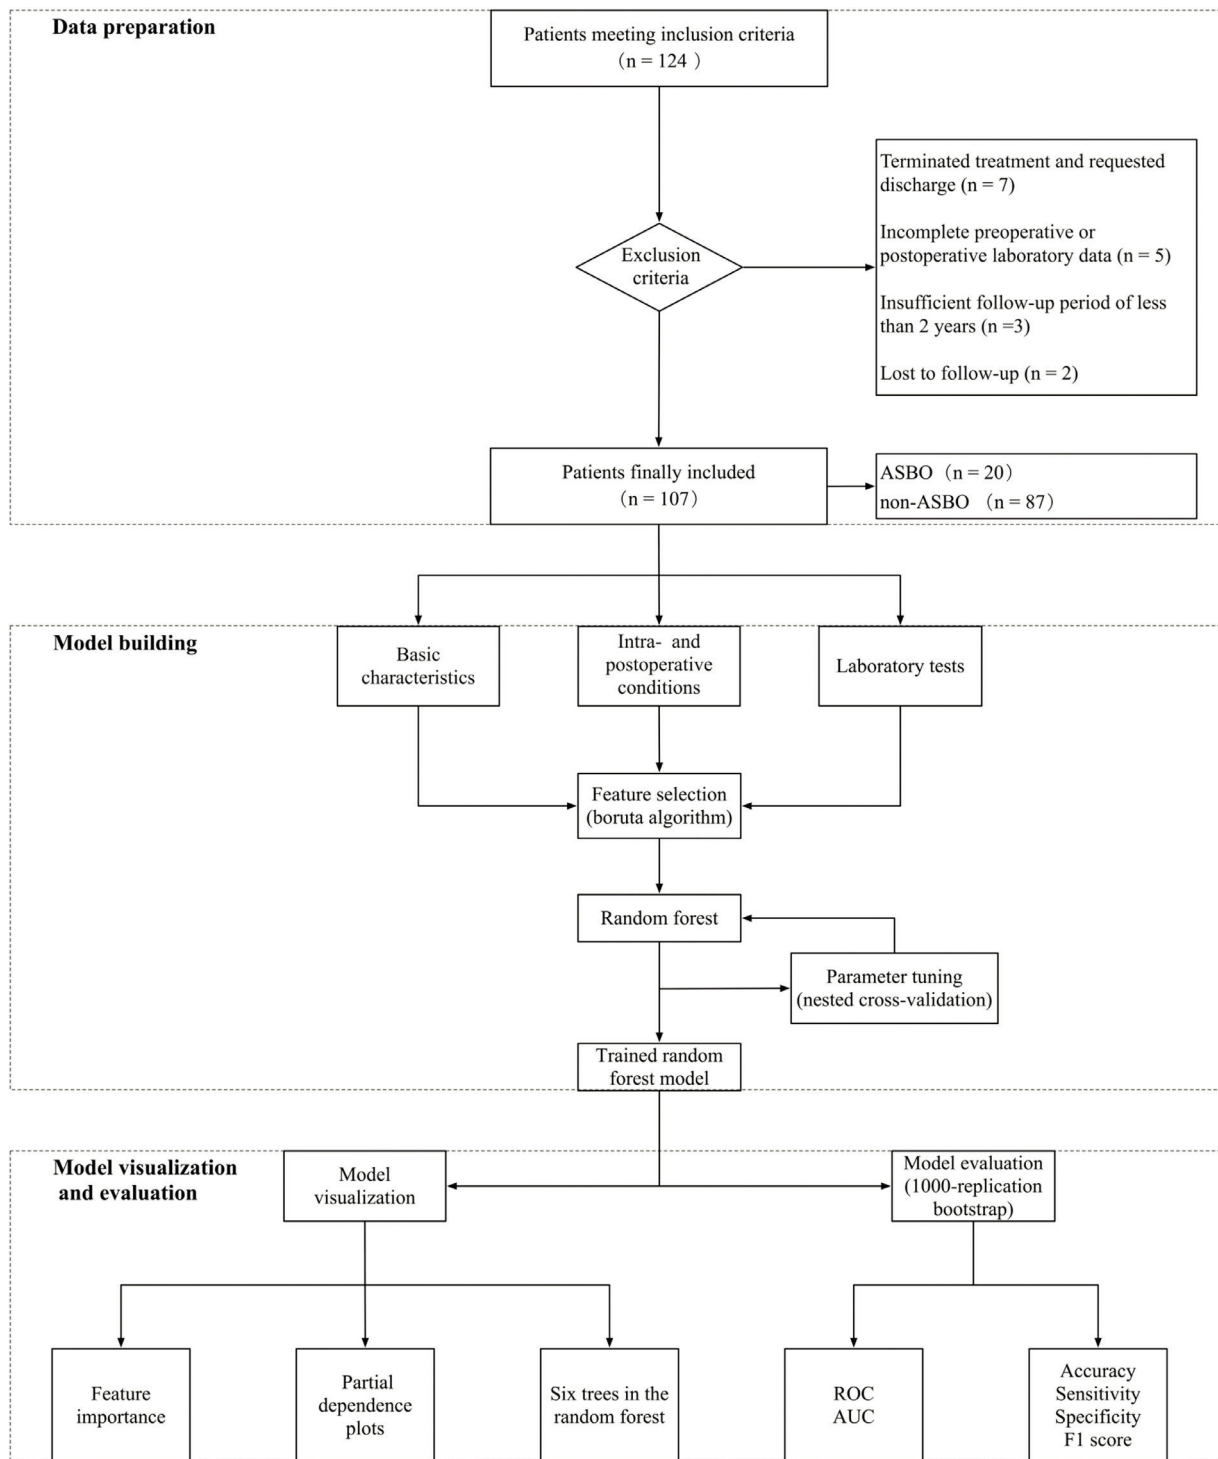 Data preparation
Patients meeting inclusion criteria
（n = 124 ）
Terminated treatment and requested
discharge (n = 7)
Incomplete preoperative or
postoperative laboratory data (n = 5)
Insufficient follow-up period of less
than 2 years (n =3)
Lost to follow-up (n = 2)
Exclusion
criteria
Patients finally included
（n = 107）
ASBO（n = 20）
non-ASBO （n = 87）
Model building
Basic
characteristics
Intra- and
postoperative
conditions
Laboratory tests
Feature selection
(boruta algorithm)
Random forest
Parameter tuning
(nested cross-validation)
Trained random
forest model
Model visualization
and evaluation
Model
visualization
Model evaluation
(1000-replication
bootstrap)
Feature
importance
Partial
dependence
plots
Six trees in the
random forest
ROC
AUC
Accuracy
Sensitivity
Specificity
F1 score